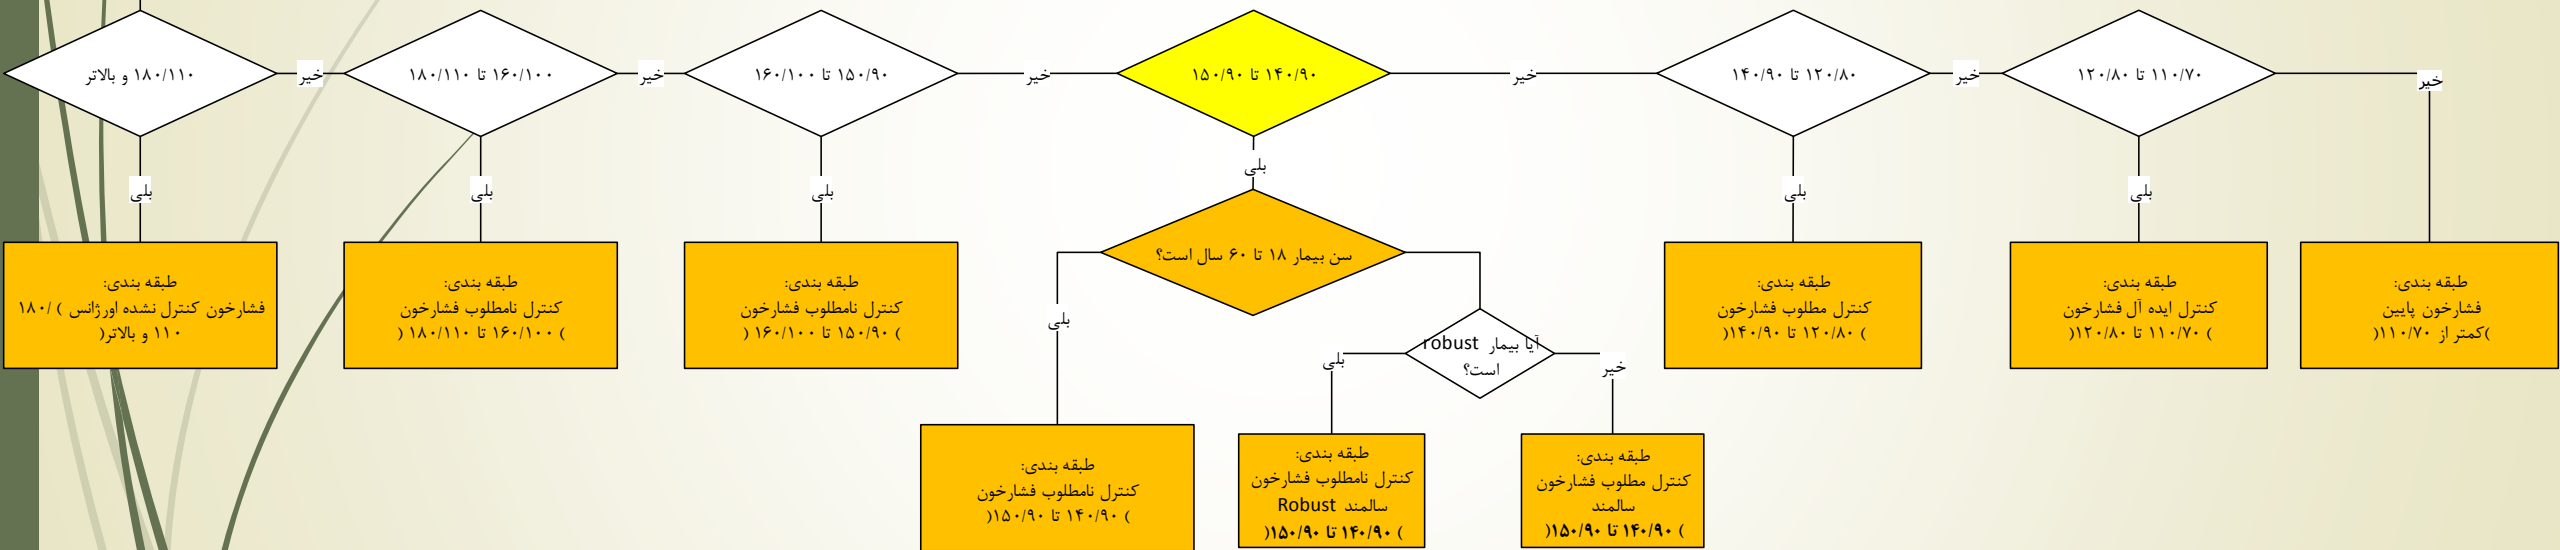 ۱۸۰/۱۱۰ و بالاتر
خیر
۱۶۰/۱۰۰ تا ۱۸۰/۱۱۰
خیر
۱۵۰/۹۰ تا ۱۶۰/۱۰۰
خیر
۱۴۰/۹۰ تا ۱۵۰/۹۰
خیر
۱۲۰/۸۰ تا ۱۴۰/۹۰
خیر
۱۱۰/۷۰ تا ۱۲۰/۸۰
خیر
بلی
بلی
بلی
بلی
بلی
بلی
طبقه بندی:
فشارخون کنترل نشده اورژانس (۱۸۰/
۱۱۰ و بالاتر)
طبقه بندی:
کنترل نامطلوب فشارخون
(۱۶۰/۱۰۰ تا ۱۸۰/۱۱۰)
طبقه بندی:
کنترل نامطلوب فشارخون
(۱۵۰/۹۰ تا ۱۶۰/۱۰۰)
سن بیمار ۱۸ تا ۶۰ سال است؟
بلی
آیا بیمار robust
است؟
بلی
خیر
طبقه بندی:
کنترل نامطلوب فشارخون
(۱۴۰/۹۰ تا ۱۵۰/۹۰)
طبقه بندی:
کنترل نامطلوب فشارخون
سالمند Robust
(۱۴۰/۹۰ تا ۱۵۰/۹۰)
طبقه بندی:
کنترل مطلوب فشارخون
سالمند
(۱۴۰/۹۰ تا ۱۵۰/۹۰)
طبقه بندی:
کنترل مطلوب فشارخون
(۱۲۰/۸۰ تا ۱۴۰/۹۰)
طبقه بندی:
کنترل ایده آل فشارخون
(۱۱۰/۷۰ تا ۱۲۰/۸۰)
طبقه بندی:
فشارخون پایین
(کمتر از ۱۱۰/۷۰)